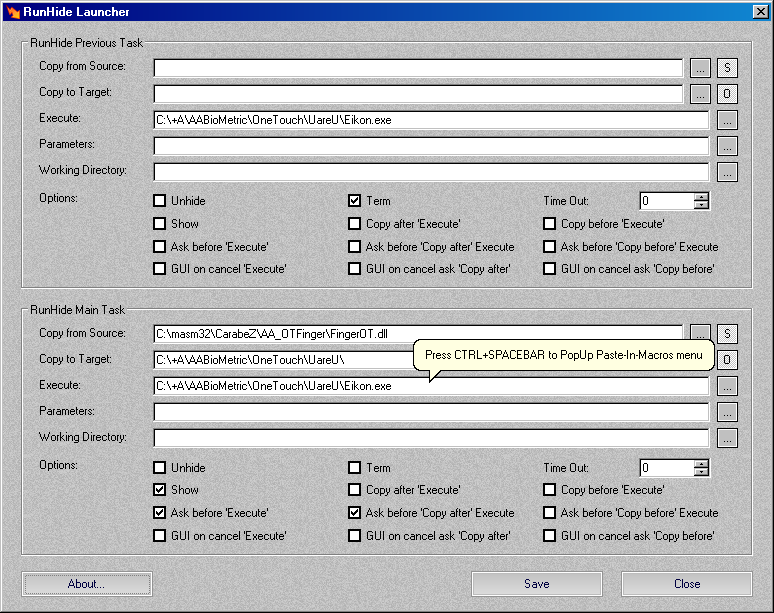 RunHide Launcher
RunHide Previous Task
Copy from Source: ... S
Copy to Target: ... O
Execute: C:\+A\AABioMetric\OneTouch\UareU\Eikon.exe ...
Parameters: ...
Working Directory: ...
Options: Unhide Term Time Out: 0
Show Copy after 'Execute' Copy before 'Execute'
Ask before 'Execute' Ask before 'Copy after' Execute Ask before 'Copy before' Execute
GUI on cancel 'Execute' GUI on cancel ask 'Copy after' GUI on cancel ask 'Copy before'
RunHide Main Task
Copy from Source: C:\masm32\CarabeZ\AA_OTFinger\FingerOT.dll ... S
Copy to Target: C:\+A\AABioMetric\OneTouch\UareU\ Press CTRL+SPACEBAR to PopUp Paste-In-Macros menu O
Execute: C:\+A\AABioMetric\OneTouch\UareU\Eikon.exe ...
Parameters: ...
Working Directory: ...
Options: Unhide Term Time Out: 0
Show Copy after 'Execute' Copy before 'Execute'
Ask before 'Execute' Ask before 'Copy after' Execute Ask before 'Copy before' Execute
GUI on cancel 'Execute' GUI on cancel ask 'Copy after' GUI on cancel ask 'Copy before'
About... Save Close